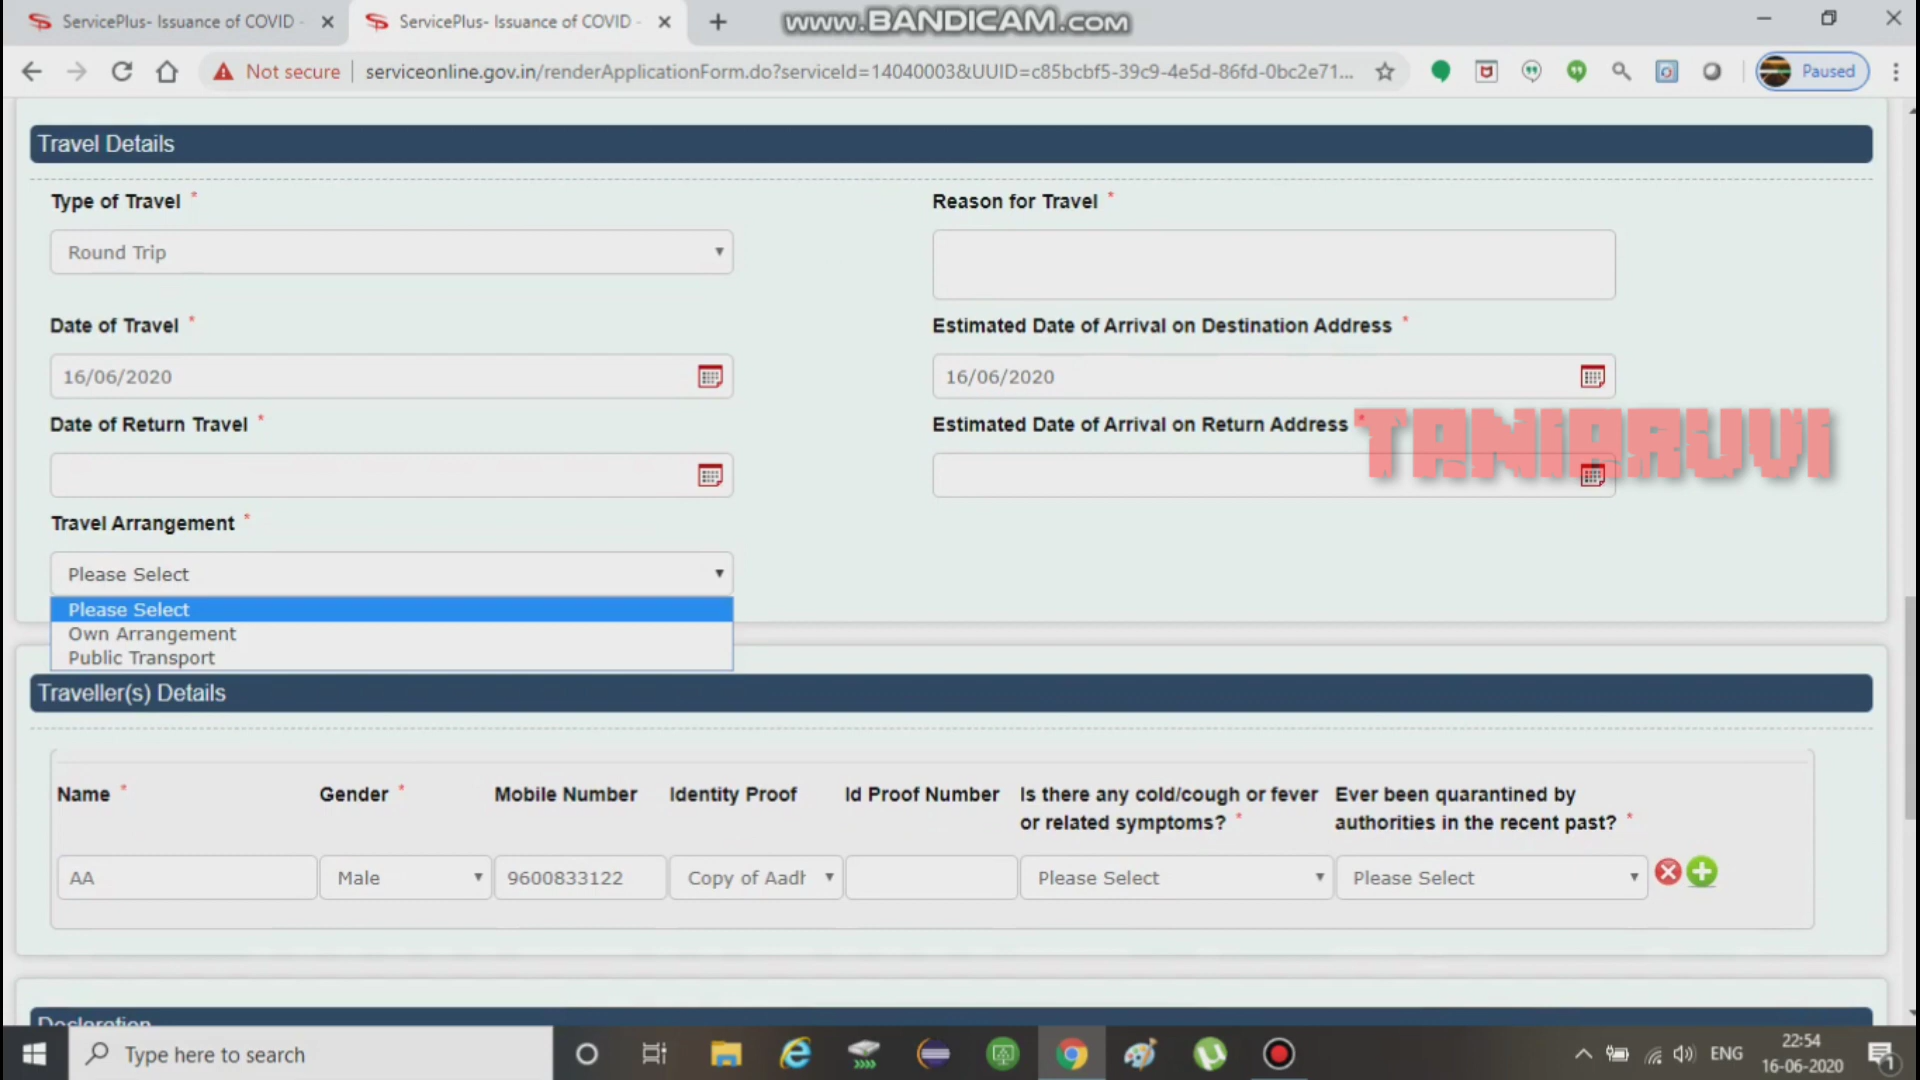 ServicePlus- Issuance of COVID -
ServicePlus- Issuance of COVID -
www.BANDICAM.com
Not secure
serviceonline.gov.in/renderApplicationForm.do?serviceId=14040003&UUID=c85bcbf5-39c9-4e5d-86fd-0bc2e71...
Paused
Travel Details
Type of Travel *
Reason for Travel *
Round Trip
Date of Travel *
Estimated Date of Arrival on Destination Address *
16/06/2020
16/06/2020
Date of Return Travel *
Estimated Date of Arrival on Return Address *
TANIARUVI
Travel Arrangement *
Please Select
Please Select
Own Arrangement
Public Transport
Traveller(s) Details
Name *
Gender *
Mobile Number
Identity Proof
Id Proof Number
Is there any cold/cough or fever
or related symptoms? *
Ever been quarantined by
authorities in the recent past? *
AA
Male
9600833122
Copy of Aadh
Please Select
Please Select
Declaration
Type here to search
ENG
22:54
16-06-2020
1